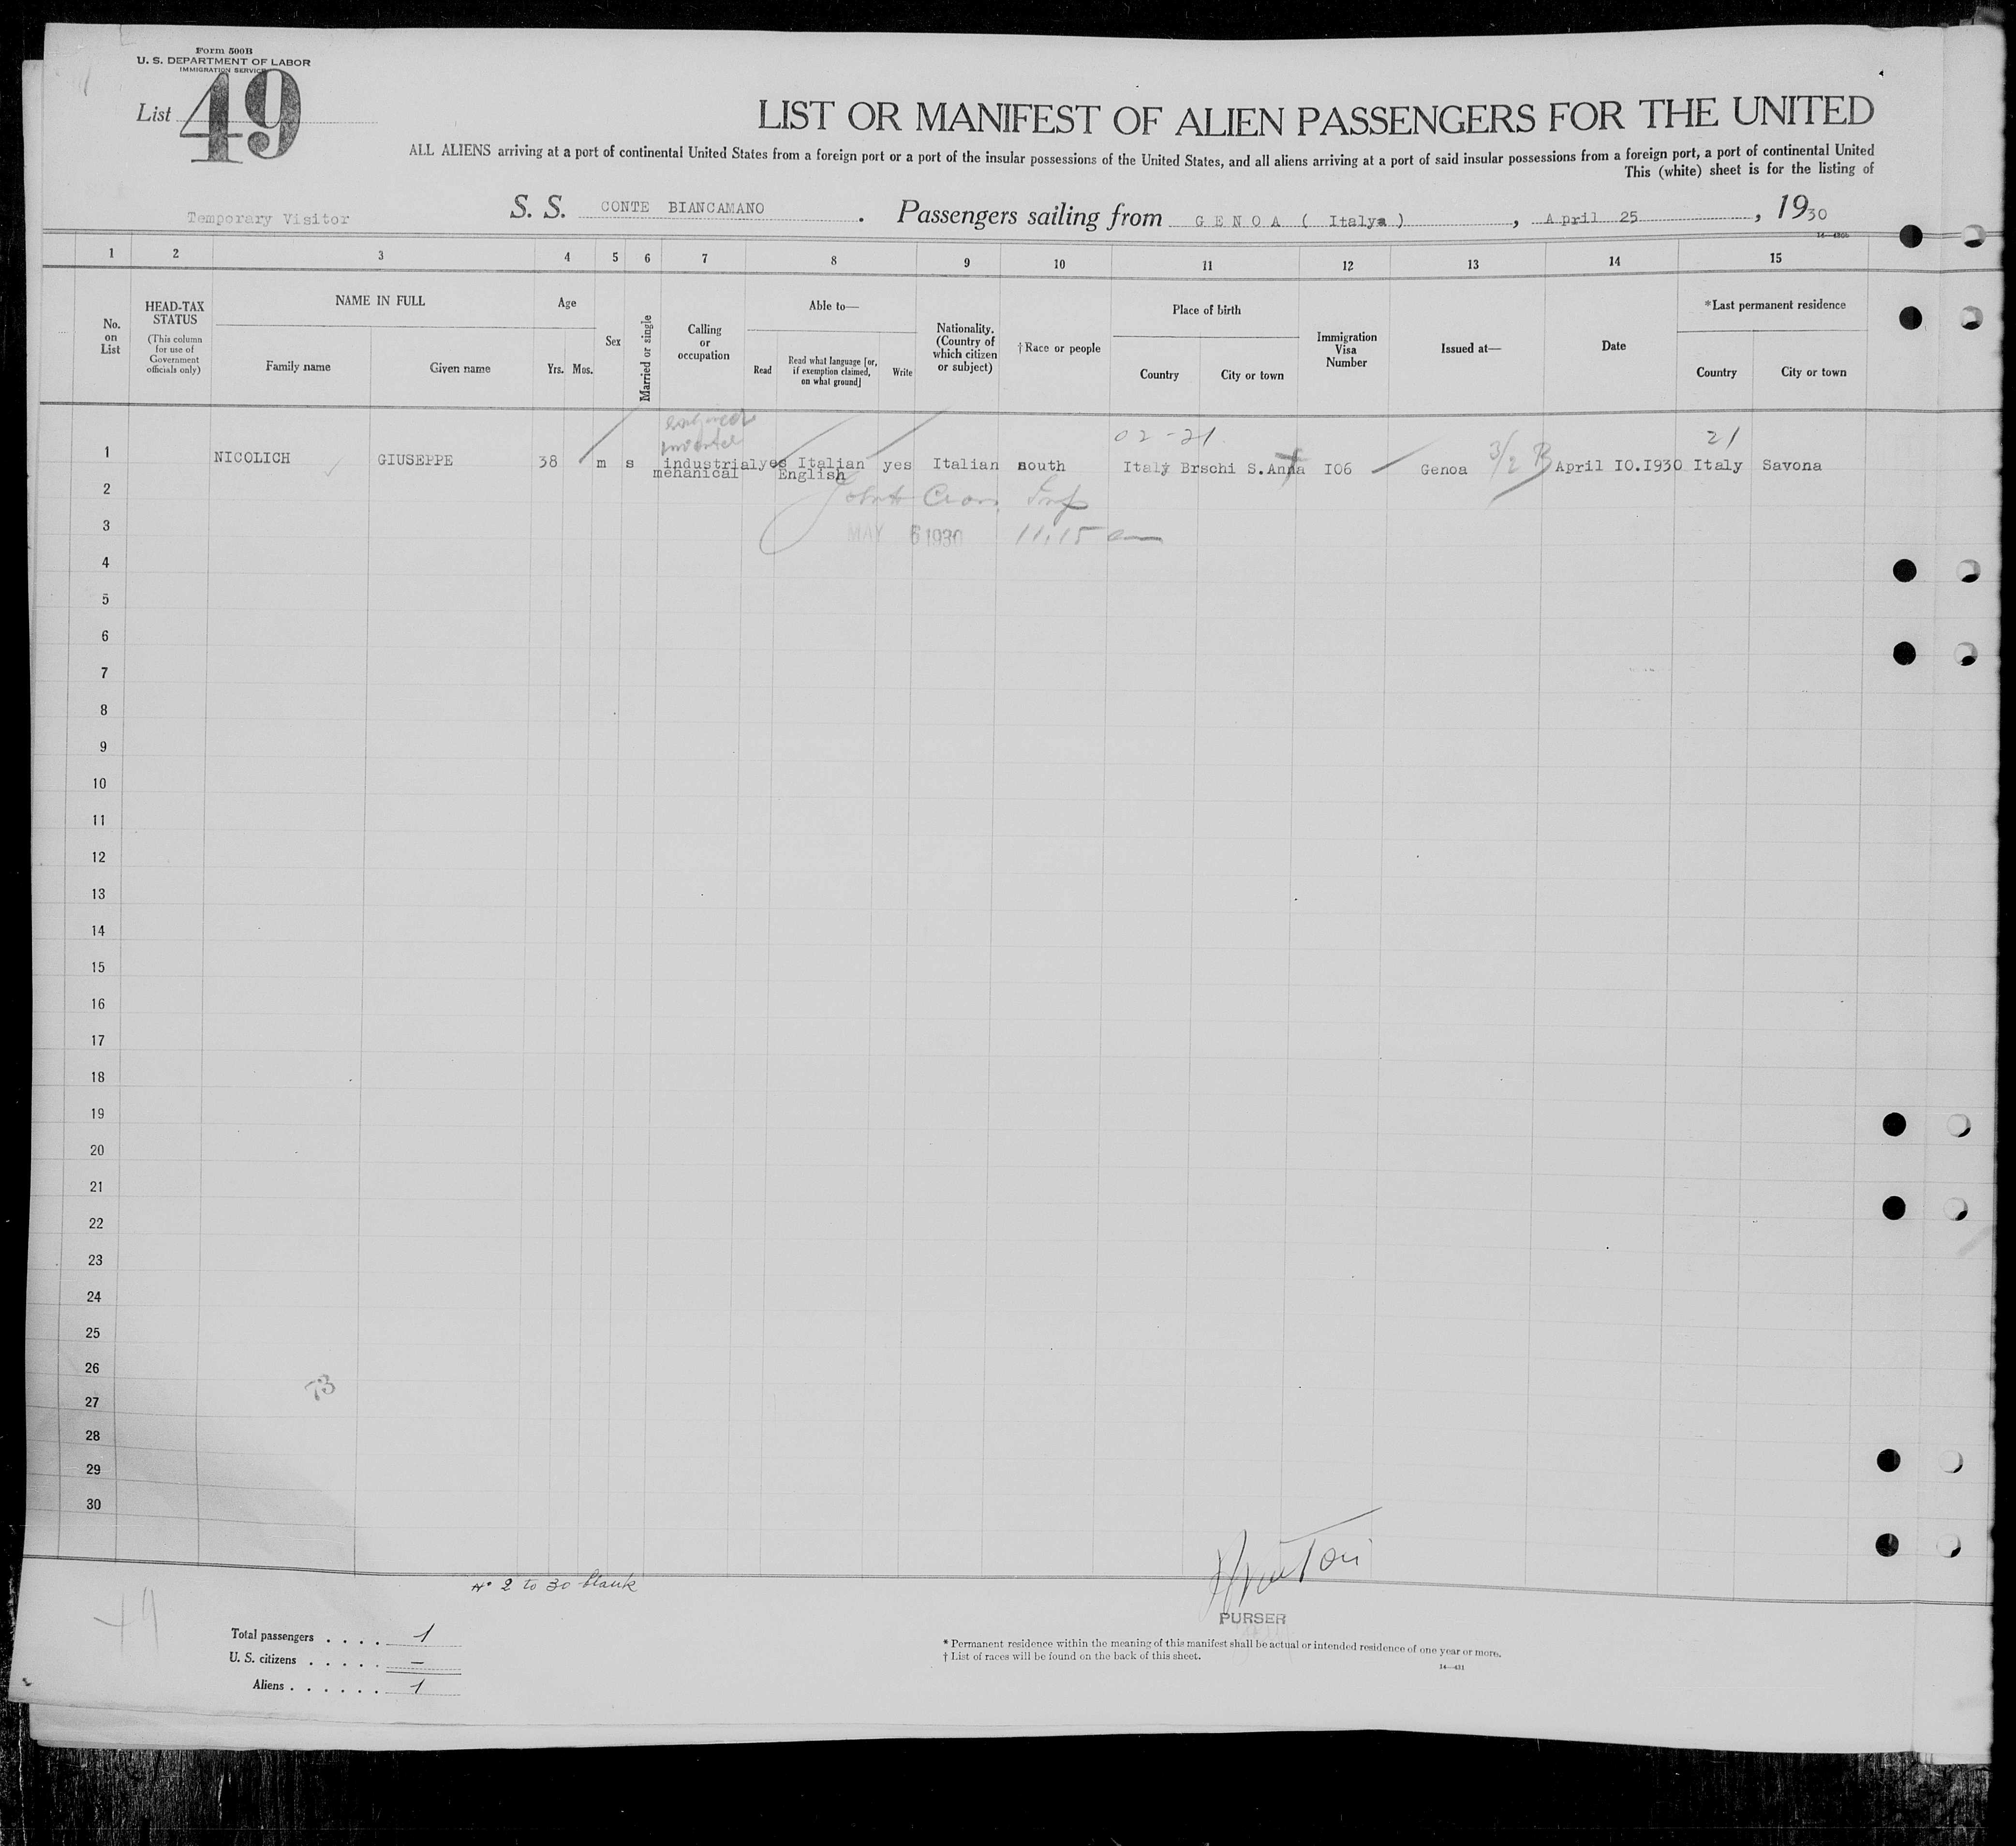 Form 500B
U. S. DEPARTMENT OF LABOR
IMMIGRATION SERVICE
List 49
LIST OR MANIFEST OF ALIEN PASSENGERS FOR THE UNITED
ALL ALIENS arriving at a port of continental United States from a foreign port or a port of the insular possessions of the United States, and all aliens arriving at a port of said insular possessions from a foreign port, a port of continental United
This (white) sheet is for the listing of
Temporary Visitor
S. S. CONTE BIANCAMANO . Passengers sailing from G E N O A ( Italya ) , April 25 , 1930
1 2 3 4 5 6 7 8 9 10 11 12 13 14 15
No. on List
HEAD-TAX STATUS
(This column for use of Government officials only)
NAME IN FULL
Family name
Given name
Age
Yrs. Mos.
Sex
Married or single
Calling or occupation
Able to—
Read
Read what language [or, if exemption claimed, on what ground]
Write
Nationality. (Country of which citizen or subject)
†Race or people
Place of birth
Country
City or town
Immigration Visa Number
Issued at—
Date
*Last permanent residence
Country
City or town
02-21 21
1 NICOLICH GIUSEPPE 38 m s industrial yes Italian yes Italian south Italy Brschi S.Anna I06 Genoa 3/2 B April IO.I930 Italy Savona
menanical English
2
3 MAY 6 1930 11.15 am
4
5
6
7
8
9
10
11
12
13
14
15
16
17
18
19
20
21
22
23
24
25
26
73
27
28
29
30
No 2 to 30 blank
PURSER
Total passengers . . . . 1
U. S. citizens . . . . . —
Aliens . . . . . . 1
* Permanent residence within the meaning of this manifest shall be actual or intended residence of one year or more.
† List of races will be found on the back of this sheet.
14—431